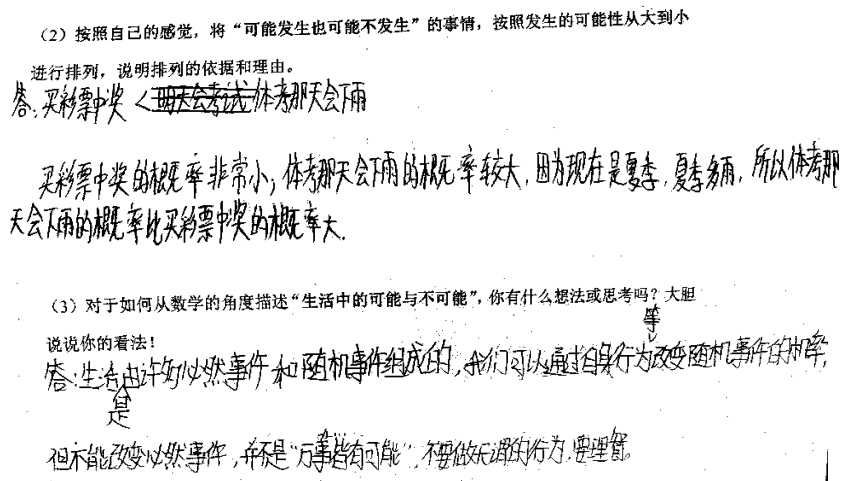 （2）按照自己的感觉，将“可能发生也可能不发生”的事情，按照发生的可能性从大到小
进行排列，说明排列的依据和理由。
答：买彩票中奖＜明天会考试体考那天会下雨
买彩票中奖的概率非常小；体考那天会下雨的概率较大，因为现在是夏季，夏季多雨，所以体考那
天会下雨的概率比买彩票中奖的概率大.
（3）对于如何从数学的角度描述“生活中的可能与不可能”，你有什么想法或思考吗？大胆
说说你的看法！
等
答：生活由许多必然事件和随机事件组成的，我们可以通过自身行为改变随机事件的概率，
是
但不能改变必然事件，并不是“万事皆有可能”，不要做无谓的行为，要理智。